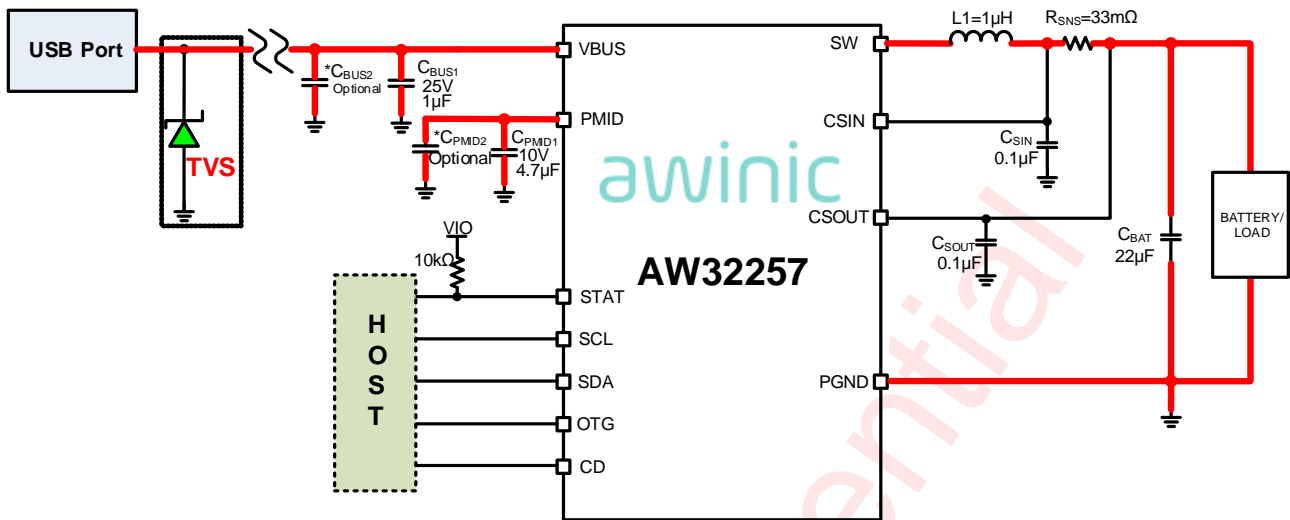 USB Port
TVS
*CBUS2
Optional
CBUS1
25V
1µF
*CPMID2
Optional
CPMID1
10V
4.7µF
VIO
10kΩ
HOST
VBUS
PMID
STAT
SCL
SDA
OTG
CD
awinic
AW32257
SW
CSIN
CSOUT
PGND
L1=1µH
RSNS=33mΩ
CSIN
0.1µF
CSOUT
0.1µF
CBAT
22µF
BATTERY/
LOAD
ential